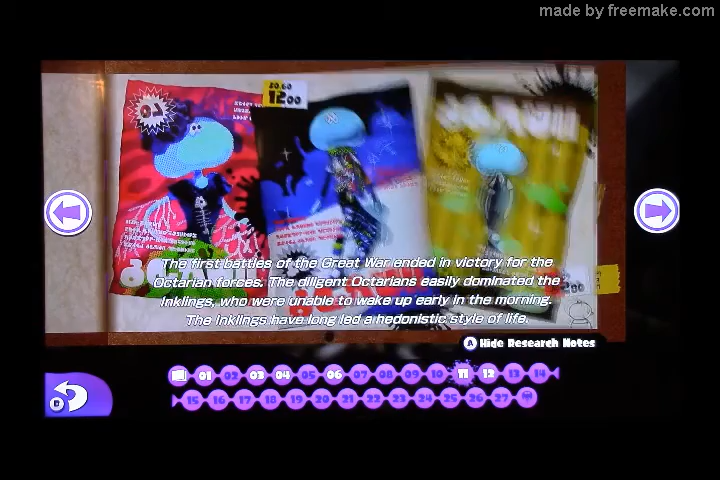 made by freemake.com
20.60
1200
The first battles of the Great War ended in victory for the
Octarian forces. The diligent Octarians easily dominated the
Inklings, who were unable to wake up early in the morning.
The Inklings have long led a hedonistic style of life.
A Hide Research Notes
01 02 03 04 05 06 07 08 09 10 11 12 13 14
15 16 17 18 19 20 21 22 23 24 25 26 27